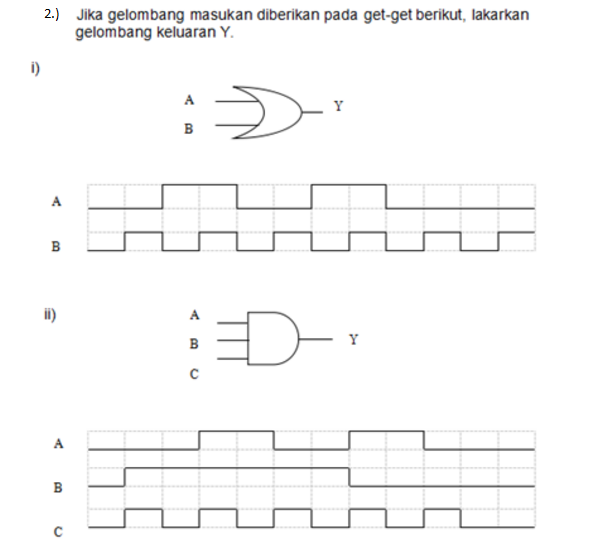 2.) Jika gelombang masukan diberikan pada get-get berikut, lakarkan
gelombang keluaran Y.
i)
A
Y
B
A
B
ii)
A
B
Y
C
A
B
C